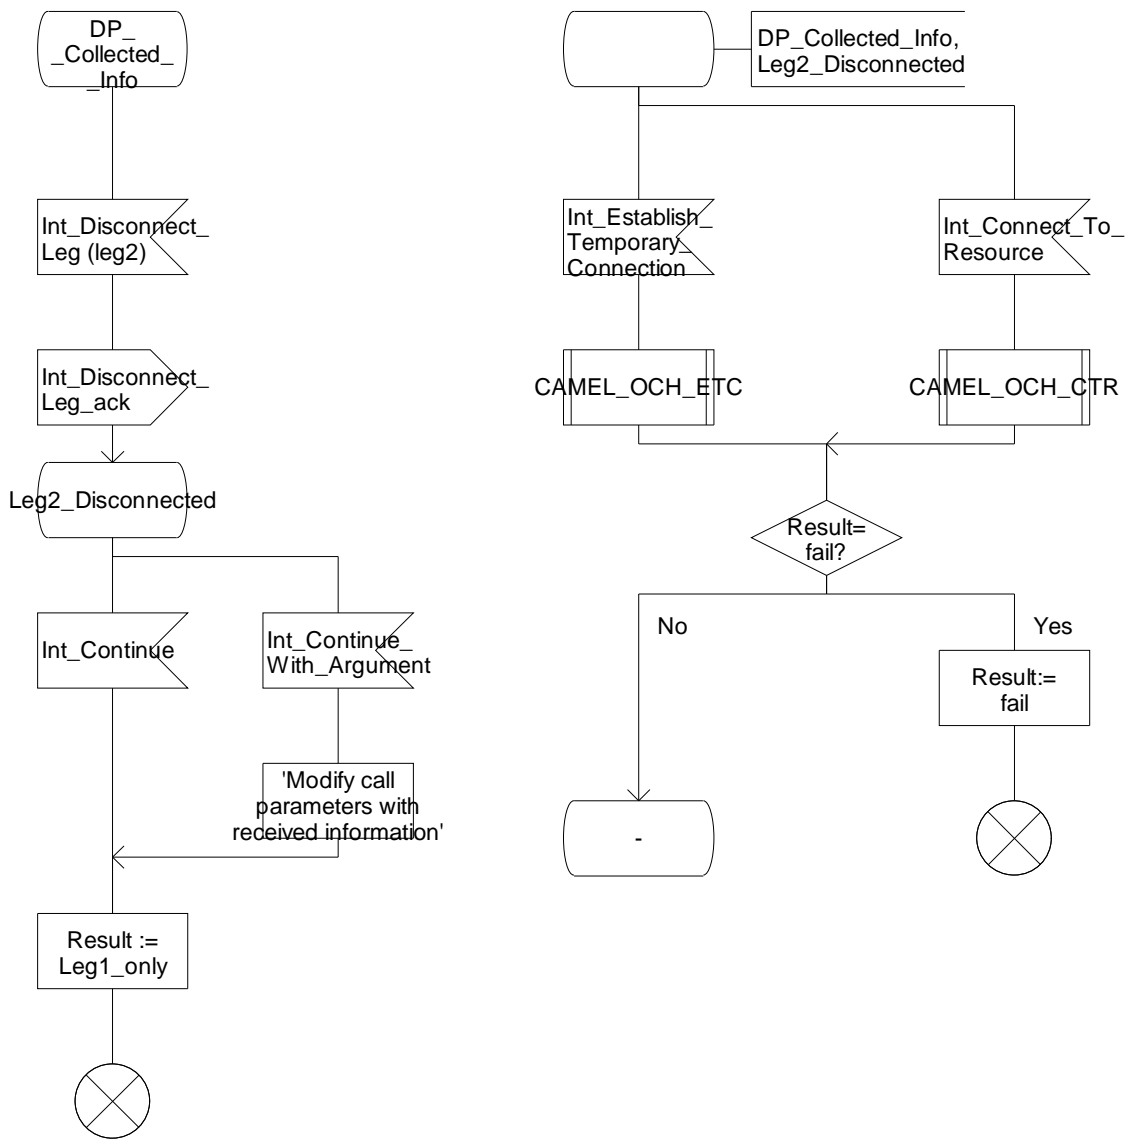 DP_
_Collected_
_Info
Int_Disconnect_
Leg (leg2)
Int_Disconnect_
Leg_ack
Leg2_Disconnected
Int_Continue
Int_Continue_
With_Argument
'Modify call
parameters with
received information'
Result :=
Leg1_only
DP_Collected_Info,
Leg2_Disconnected
Int_Establish_
Temporary_
Connection
Int_Connect_To_
Resource
CAMEL_OCH_ETC
CAMEL_OCH_CTR
Result=
fail?
No
Yes
Result:=
fail
-